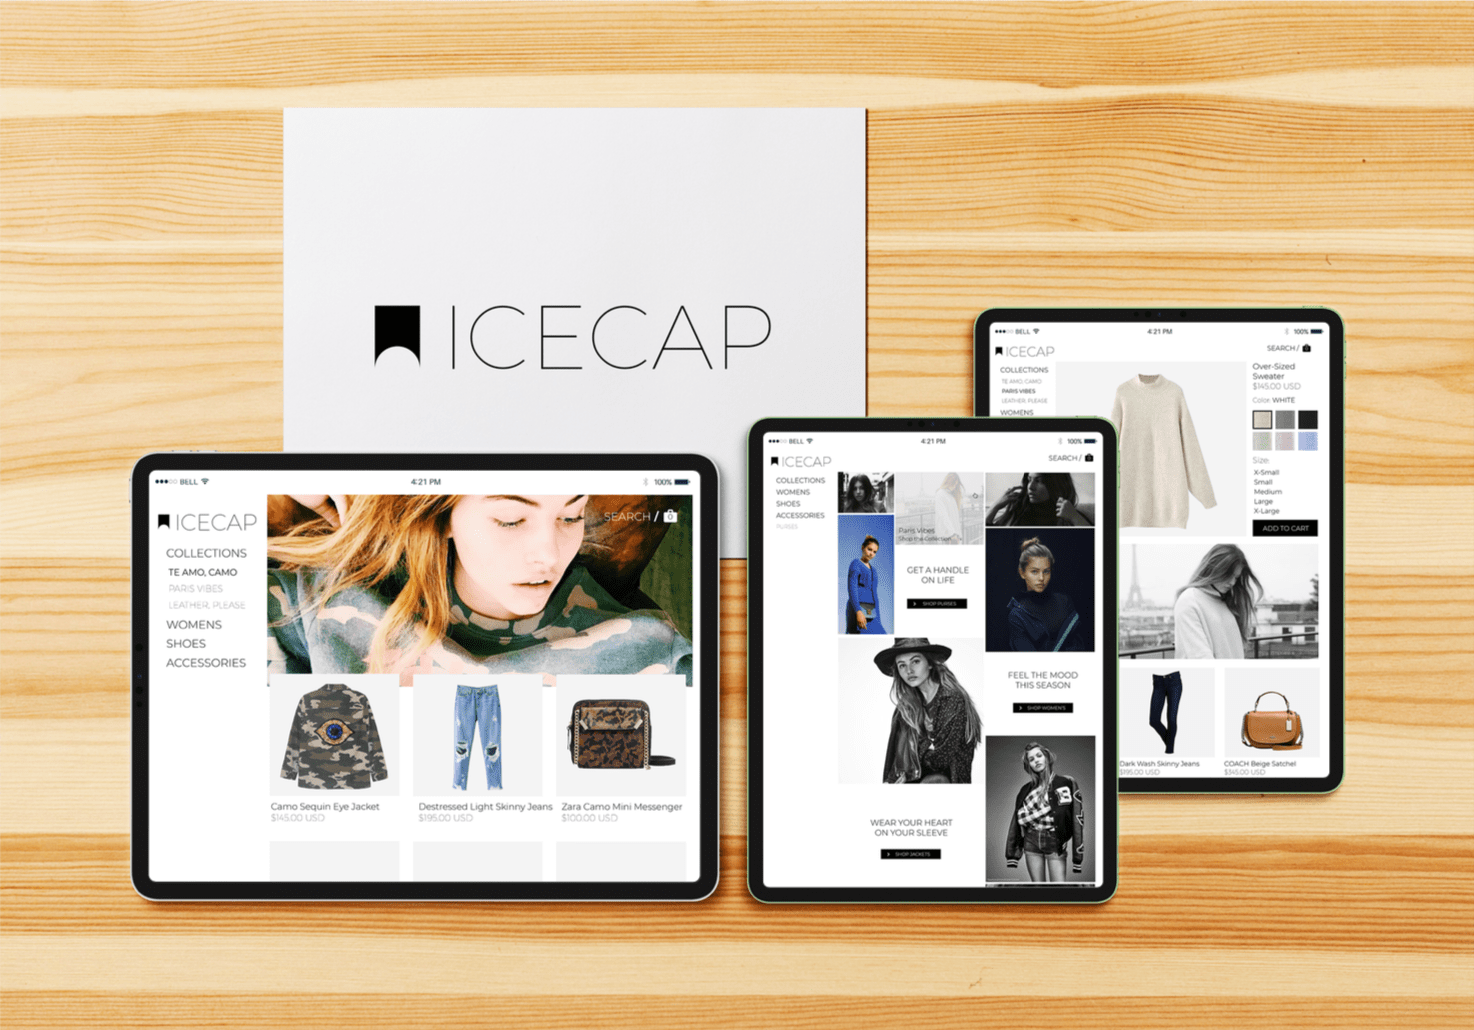 ICECAP
BELL
4:21 PM
100%
ICECAP
SEARCH / 0
COLLECTIONS
TE AMO, CAMO
PARIS VIBES
LEATHER, PLEASE
WOMENS
SHOES
ACCESSORIES
Camo Sequin Eye Jacket
$145.00 USD
Destressed Light Skinny Jeans
$195.00 USD
Zara Camo Mini Messenger
$100.00 USD
BELL
4:21 PM
100%
ICECAP
SEARCH /
COLLECTIONS
WOMENS
SHOES
ACCESSORIES
PURSES
Paris Vibes
Shop the Collection
GET A HANDLE
ON LIFE
SHOP PURSES
FEEL THE MOOD
THIS SEASON
SHOP WOMEN'S
WEAR YOUR HEART
ON YOUR SLEEVE
SHOP JACKETS
B
BELL
4:21 PM
100%
ICECAP
SEARCH /
COLLECTIONS
TE AMO, CAMO
PARIS VIBES
LEATHER, PLEASE
WOMENS
Over-Sized
Sweater
$145.00 USD
Color: WHITE
Size:
X-Small
Small
Medium
Large
X-Large
ADD TO CART
Dark Wash Skinny Jeans
$195.00 USD
COACH Beige Satchel
$345.00 USD